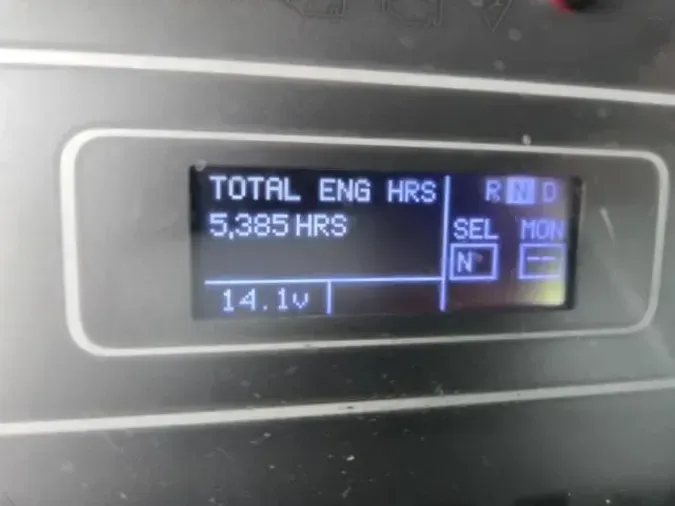 TOTAL ENG HRS
5,385 HRS
14.1v
R N D
SEL MON
N --